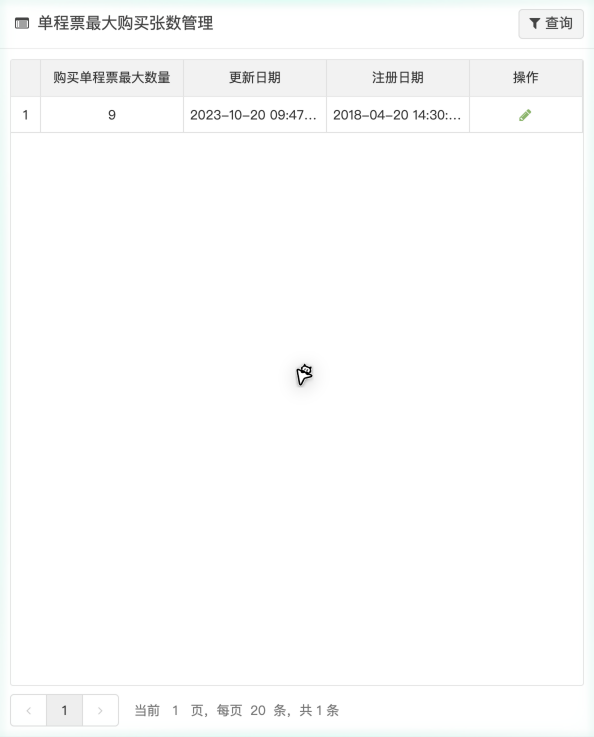 单程票最大购买张数管理 查询
购买单程票最大数量 更新日期 注册日期 操作
1 9 2023-10-20 09:47... 2018-04-20 14:30:...
‹ 1 › 当前 1 页，每页 20 条，共 1 条